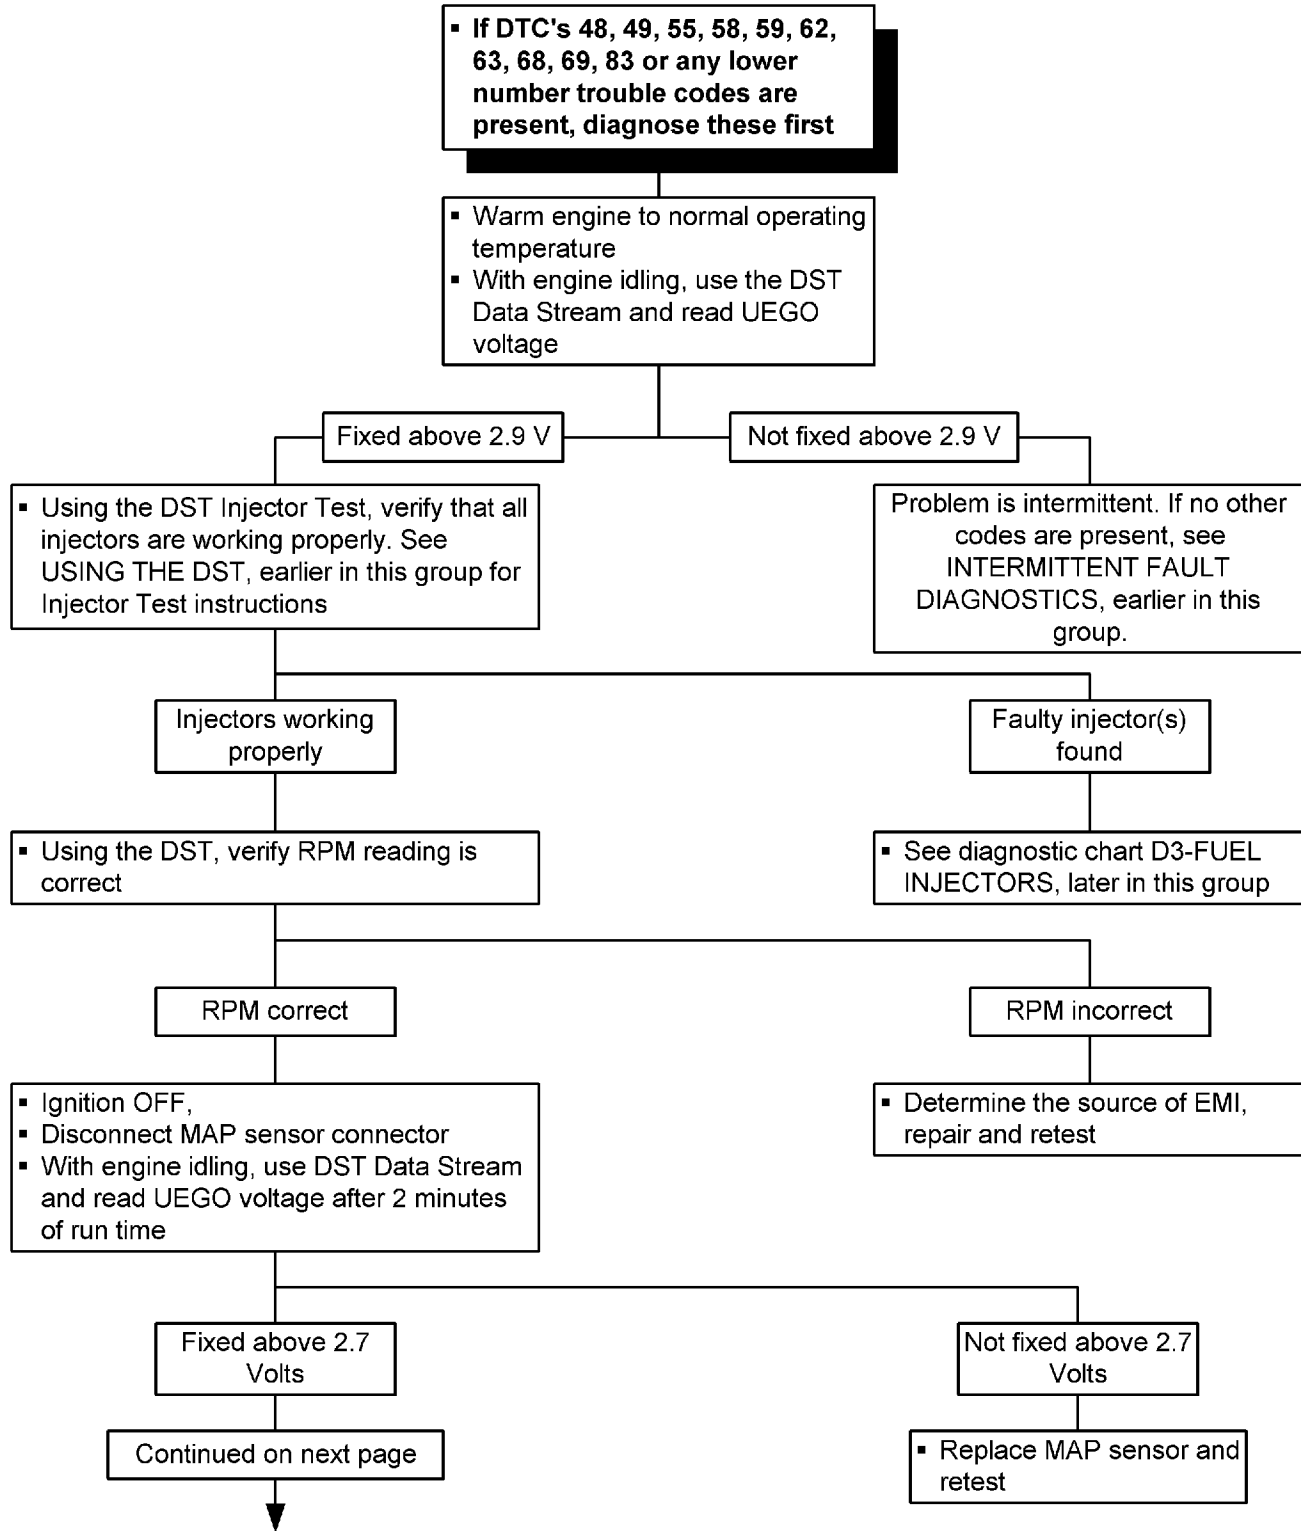 ▪ If DTC's 48, 49, 55, 58, 59, 62,
63, 68, 69, 83 or any lower
number trouble codes are
present, diagnose these first
▪ Warm engine to normal operating
temperature
▪ With engine idling, use the DST
Data Stream and read UEGO
voltage
Fixed above 2.9 V
Not fixed above 2.9 V
▪ Using the DST Injector Test, verify that all
injectors are working properly. See
USING THE DST, earlier in this group for
Injector Test instructions
Problem is intermittent. If no other
codes are present, see
INTERMITTENT FAULT
DIAGNOSTICS, earlier in this
group.
Injectors working
properly
Faulty injector(s)
found
▪ Using the DST, verify RPM reading is
correct
▪ See diagnostic chart D3-FUEL
INJECTORS, later in this group
RPM correct
RPM incorrect
▪ Ignition OFF,
▪ Disconnect MAP sensor connector
▪ With engine idling, use DST Data Stream
and read UEGO voltage after 2 minutes
of run time
▪ Determine the source of EMI,
repair and retest
Fixed above 2.7
Volts
Not fixed above 2.7
Volts
Continued on next page
▪ Replace MAP sensor and
retest